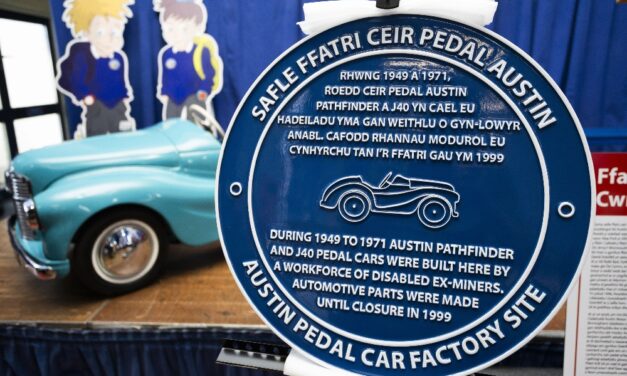 SAFLE FFATRI CEIR PEDAL AUSTIN
RHWNG 1949 A 1971,
ROEDD CEIR PEDAL AUSTIN
PATHFINDER A J40 YN CAEL EU
HADEILADU YMA GAN WEITHLU O GYN-LOWYR
ANABL. CAFODD RHANNAU MODUROL EU
CYNHYRCHU TAN I'R FFATRI GAU YM 1999
DURING 1949 TO 1971 AUSTIN PATHFINDER
AND J40 PEDAL CARS WERE BUILT HERE BY
A WORKFORCE OF DISABLED EX-MINERS.
AUTOMOTIVE PARTS WERE MADE
UNTIL CLOSURE IN 1999
AUSTIN PEDAL CAR FACTORY SITE
Ffa
Cwr